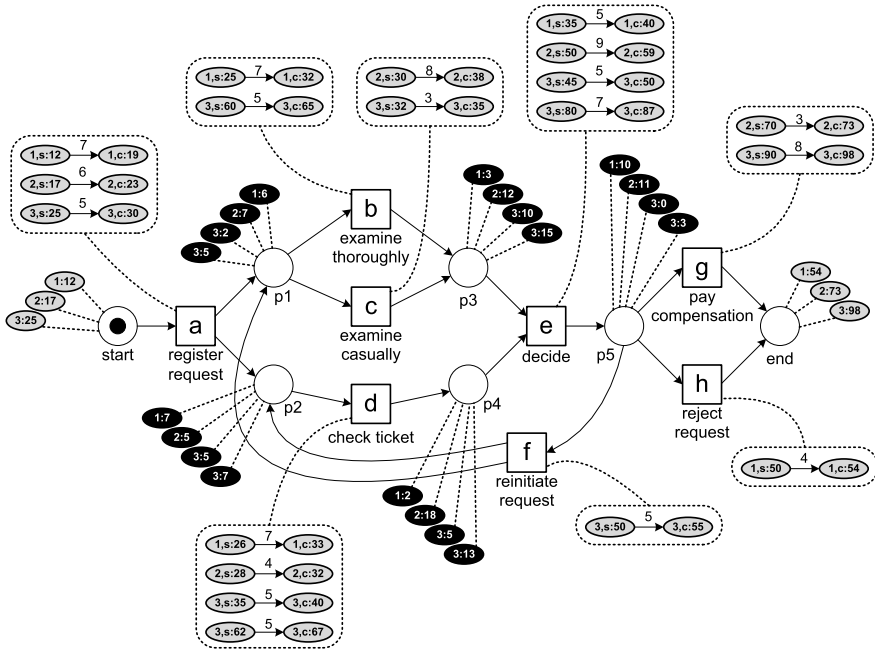 1,s:35 5 1,c:40
2,s:50 9 2,c:59
3,s:45 5 3,c:50
3,s:80 7 3,c:87
1,s:25 7 1,c:32
3,s:60 5 3,c:65
2,s:30 8 2,c:38
3,s:32 3 3,c:35
2,s:70 3 2,c:73
3,s:90 8 3,c:98
1,s:12 7 1,c:19
2,s:17 6 2,c:23
3,s:25 5 3,c:30
1:6
2:7
3:2
3:5
1:3
2:12
3:10
3:15
1:10
2:11
3:0
3:3
b
examine
thoroughly
g
pay
compensation
1:12
2:17
3:25
start
a
register
request
p1
c
examine
casually
p3
e
decide
p5
1:54
2:73
3:98
end
p2
d
check ticket
p4
h
reject
request
1:7
2:5
3:5
3:7
f
reinitiate
request
1:2
2:18
3:5
3:13
1,s:50 4 1,c:54
3,s:50 5 3,c:55
1,s:26 7 1,c:33
2,s:28 4 2,c:32
3,s:35 5 3,c:40
3,s:62 5 3,c:67